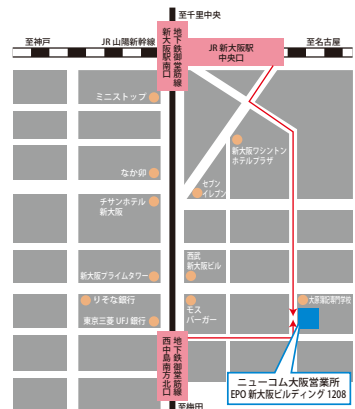 至千里中央
至神戸
JR 山陽新幹線
地下鉄御堂筋線
新大阪駅南口
JR 新大阪駅
中央口
至名古屋
ミニストップ
新大阪ワシントン
ホテルプラザ
なか卯
セブン
イレブン
チサンホテル
新大阪
西武
新大阪ビル
新大阪プライムタワー
りそな銀行
東京三菱 UFJ 銀行
モス
バーガー
大原簿記専門学校
地下鉄御堂筋線
西中島南方北口
ニューコム大阪営業所
EPO 新大阪ビルディング 1208
至梅田